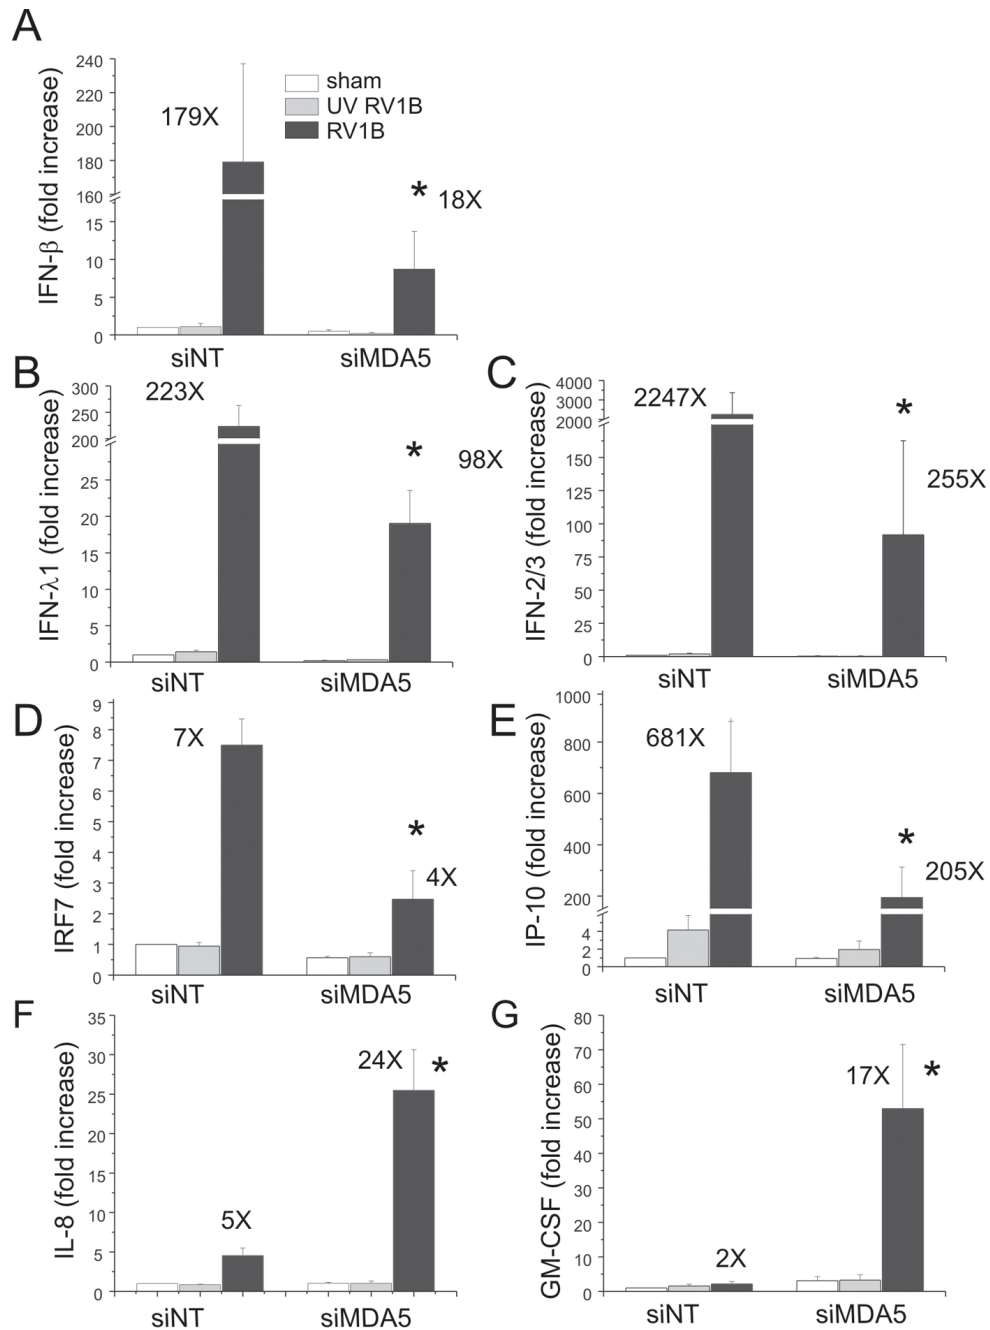 A
IFN-β (fold increase)
240
220
200
180
160
15
10
5
0
sham
UV RV1B
RV1B
179X
* 18X
siNT siMDA5
B
IFN-λ1 (fold increase)
300
250
200
25
20
15
10
5
0
223X
*
98X
siNT siMDA5
C
IFN-2/3 (fold increase)
4000
3000
2000
150
125
100
75
50
25
0
2247X
*
255X
siNT siMDA5
D
IRF7 (fold increase)
9
8
7
6
5
4
3
2
1
0
7X
*
4X
siNT siMDA5
E
IP-10 (fold increase)
1000
800
600
400
200
4
2
0
681X
*
205X
siNT siMDA5
F
IL-8 (fold increase)
35
30
25
20
15
10
5
0
5X
24X *
siNT siMDA5
G
GM-CSF (fold increase)
80
70
60
50
40
30
20
10
0
2X
17X *
siNT siMDA5